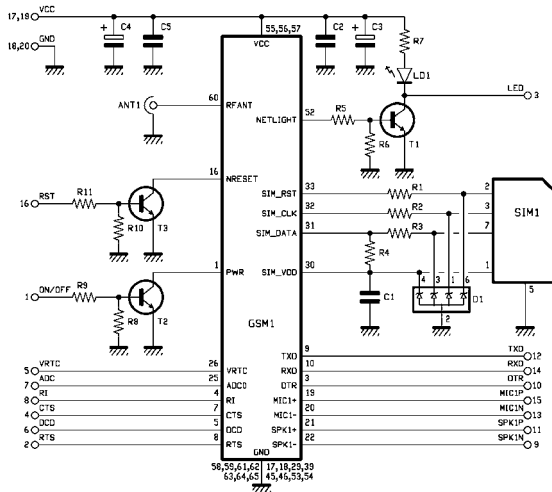 17,19 VCC
18,20 GND
C4
C5
+
55,56,57
VCC
C2
C3
+
R7
LD1
LED
3
ANT1
60
RFANT
NETLIGHT
52
R5
R6
T1
16
NRESET
16 RST
R11
R10
T3
SIM_RST
33
R1
2
SIM_CLK
32
R2
3
SIM_DATA
31
R3
7
SIM1
R4
1
PWR
SIM_VDD
30
1
1 ON/OFF
R9
R8
T2
C1
4
3
1
6
D1
2
5
GSM1
TXD
9
TXD
12
RXD
10
RXD
14
DTR
3
DTR
10
MIC1+
19
MIC1P
15
MIC1-
20
MIC1N
13
SPK1+
21
SPK1P
11
SPK1-
22
SPK1N
9
5 VRTC
26
VRTC
7 ADC
25
ADC0
8 RI
4
RI
4 CTS
7
CTS
6 DCD
5
DCD
2 RTS
8
RTS
GND
58,59,61,62
63,64,65
17,18,29,39
45,46,53,54